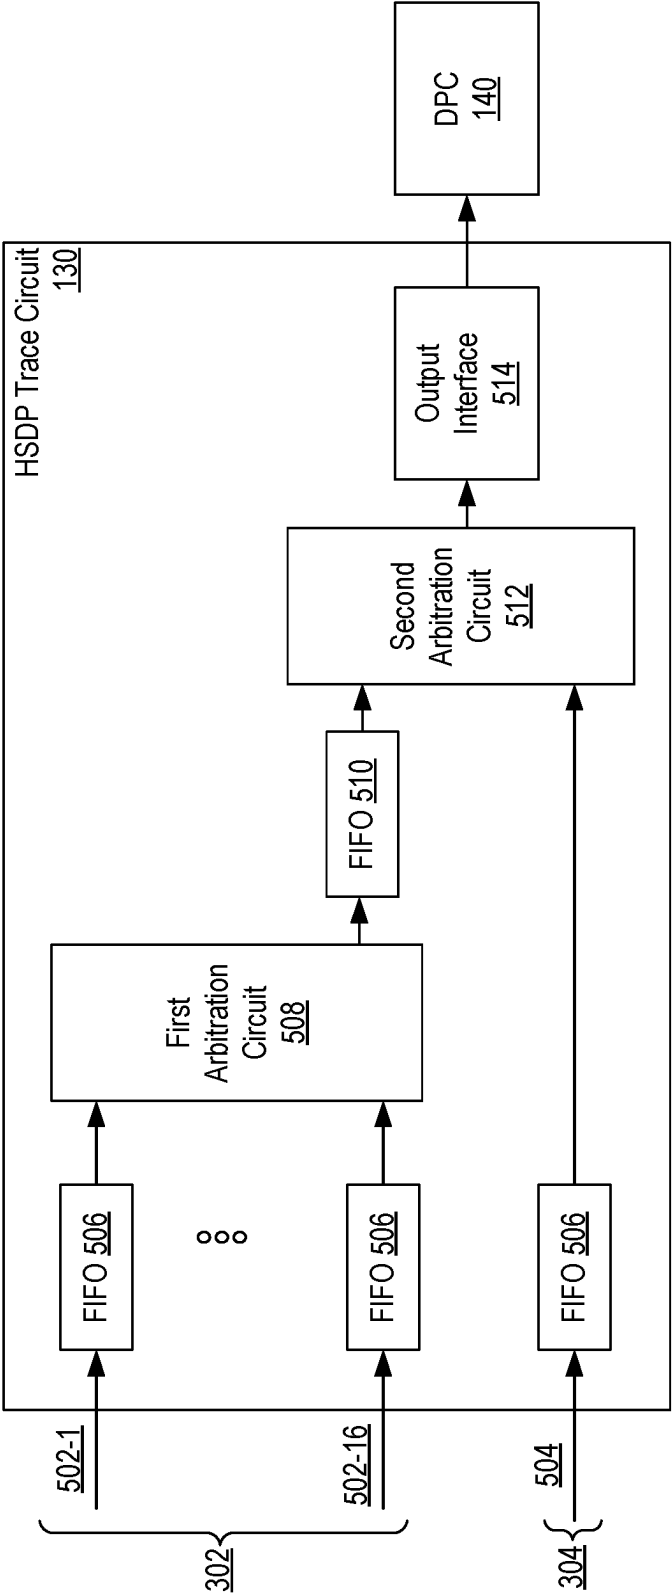 HSDP Trace Circuit
130
302
502-1
502-16
304
504
FIFO 506
FIFO 506
FIFO 506
First
Arbitration
Circuit
508
FIFO 510
Second
Arbitration
Circuit
512
Output
Interface
514
DPC
140